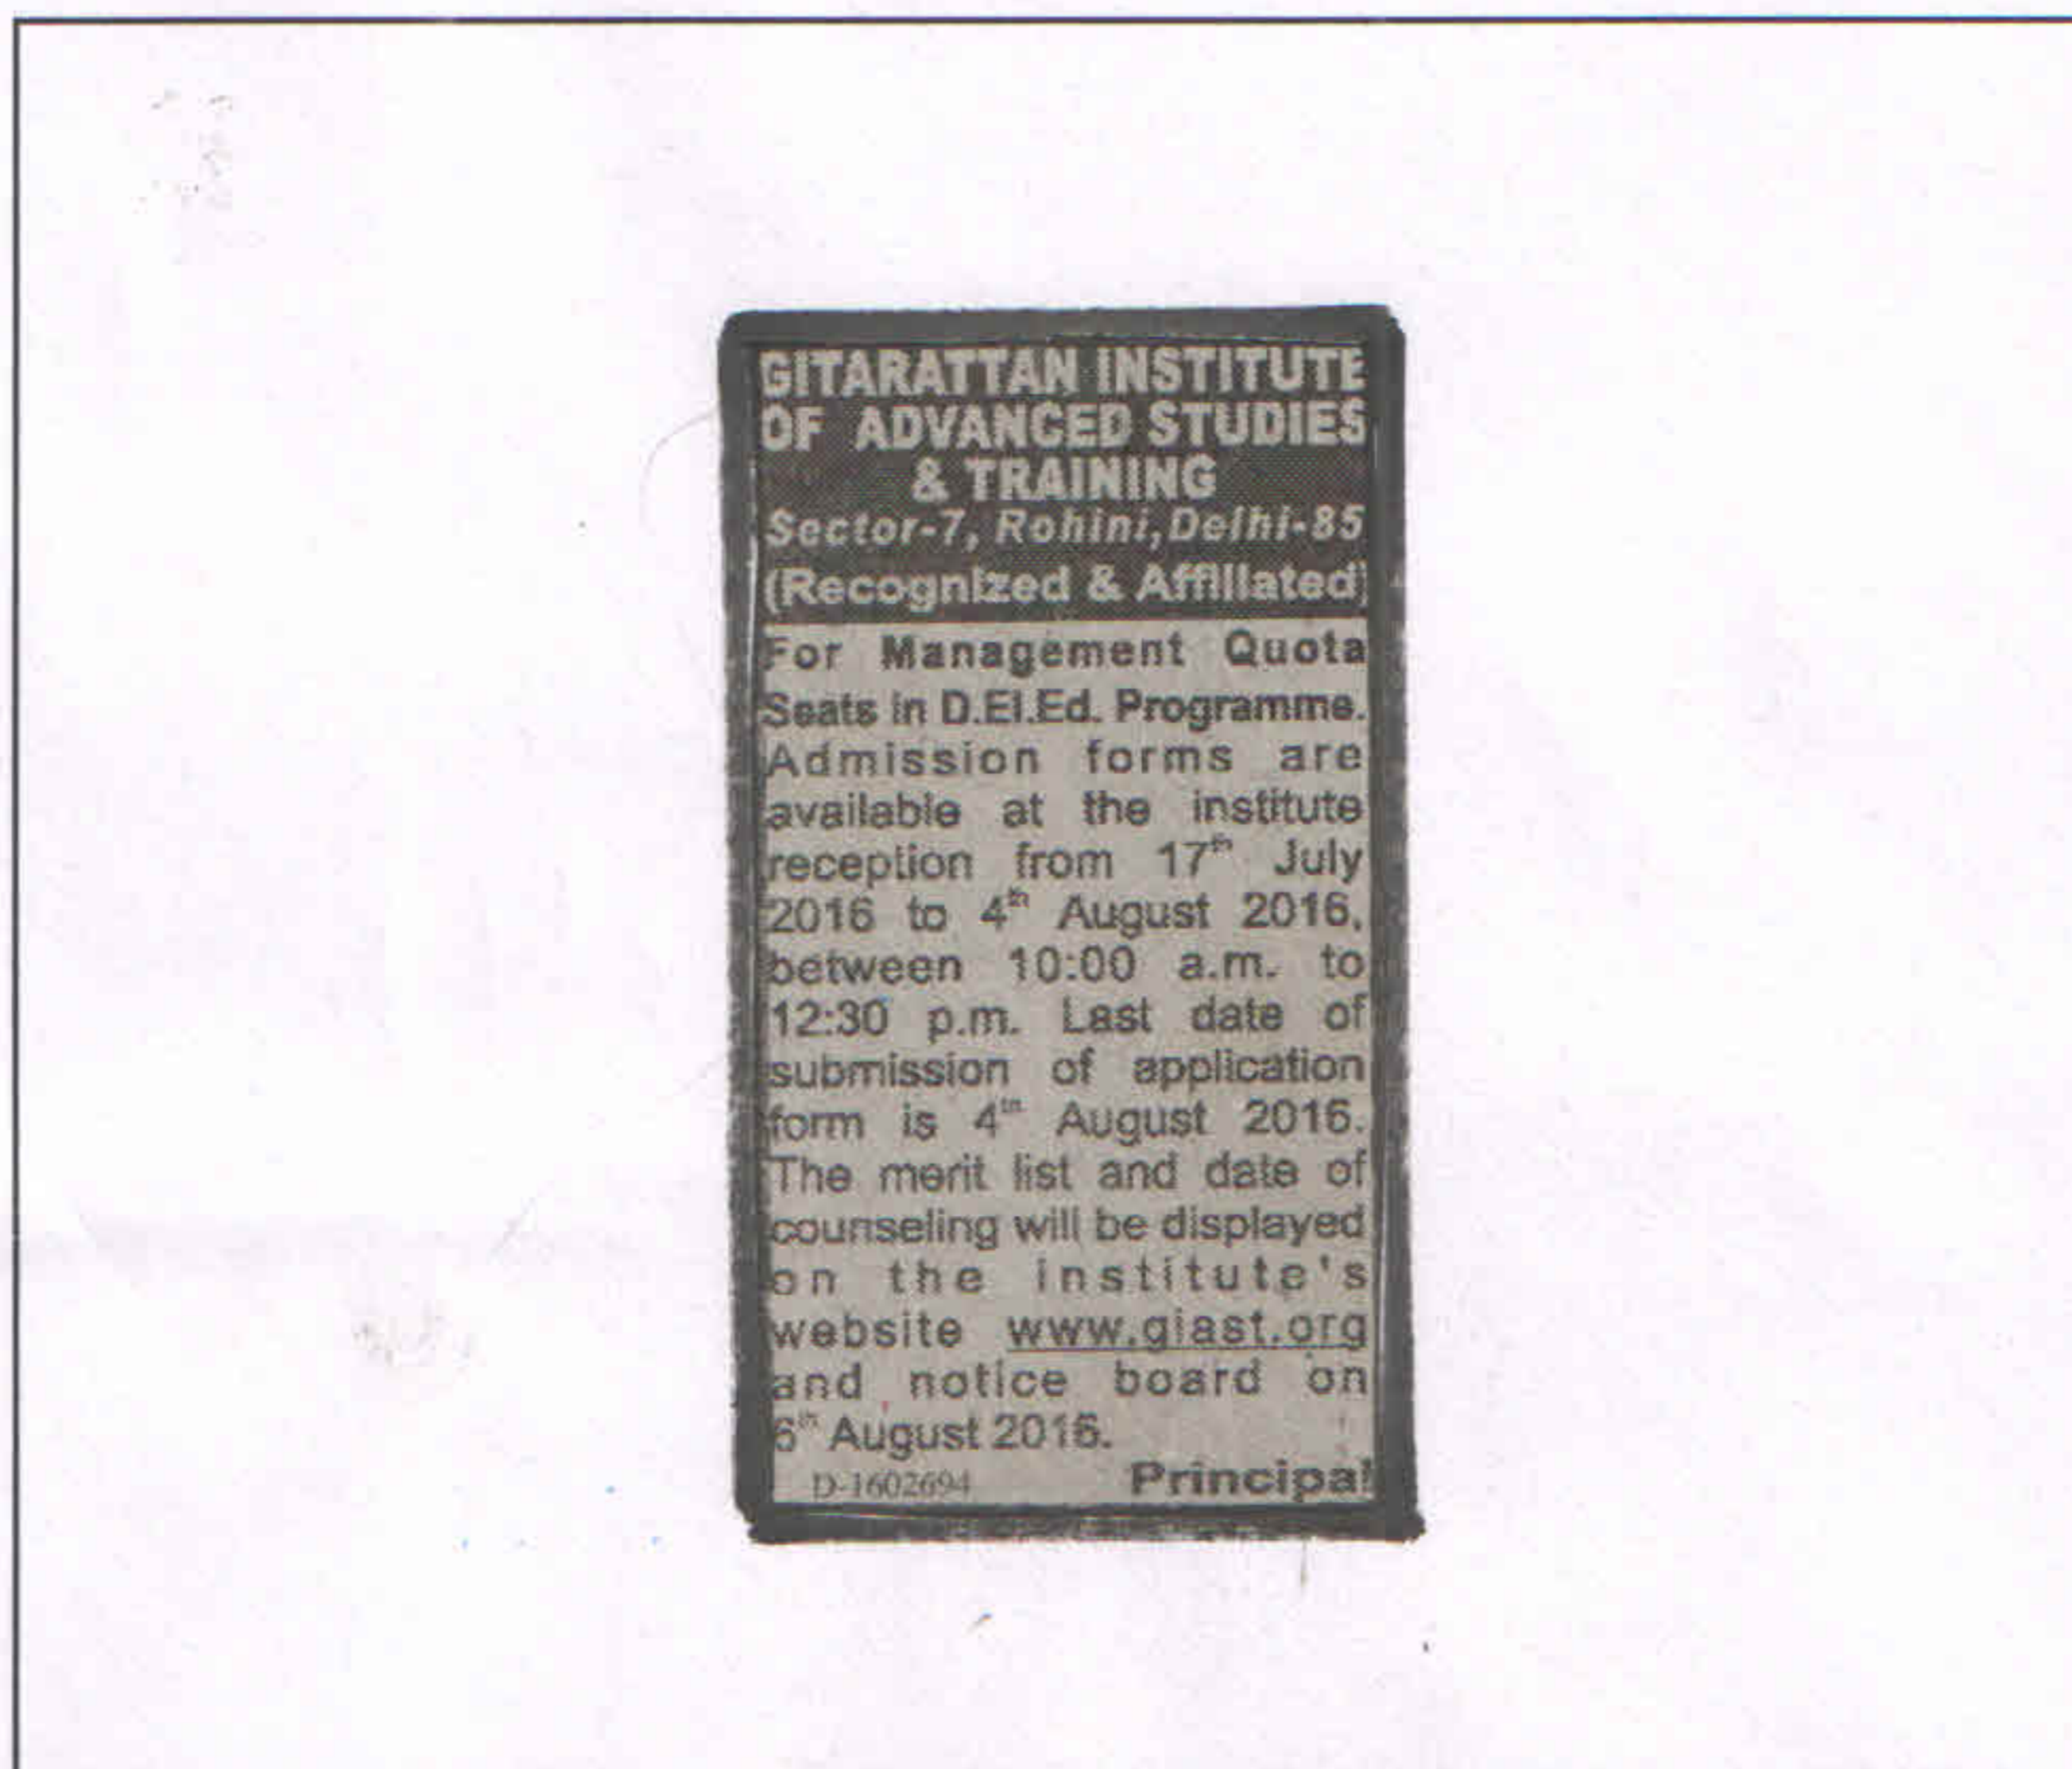 GITARATTAN INSTITUTE
OF ADVANCED STUDIES
& TRAINING
Sector-7, Rohini, Delhi-85
(Recognized & Affiliated)
For Management Quota
Seats in D.El.Ed. Programme.
Admission forms are
available at the institute
reception from 17th July
2016 to 4th August 2016,
between 10:00 a.m. to
12:30 p.m. Last date of
submission of application
form is 4th August 2016.
The merit list and date of
counseling will be displayed
on the institute's
website www.giast.org
and notice board on
6th August 2016.
D-1602694 Principal